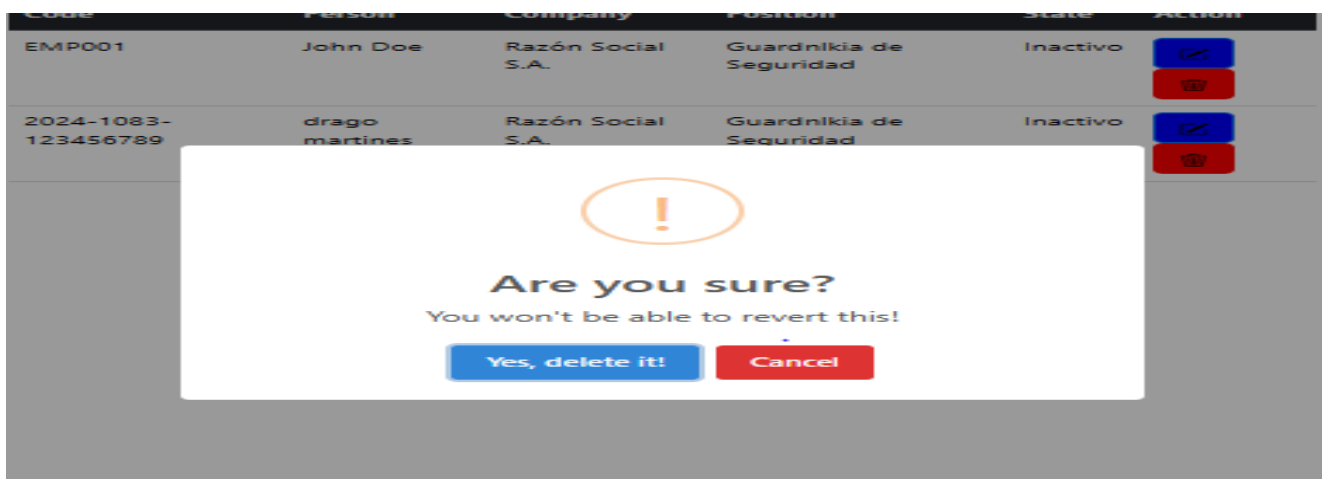 Code Person Company Position State Action
EMP001 John Doe Razón Social Guardnlkia de Inactivo
S.A. Seguridad
2024-1083- drago Razón Social Guardnlkia de Inactivo
123456789 martines S.A. Seguridad
!
Are you sure?
You won't be able to revert this!
Yes, delete it! Cancel